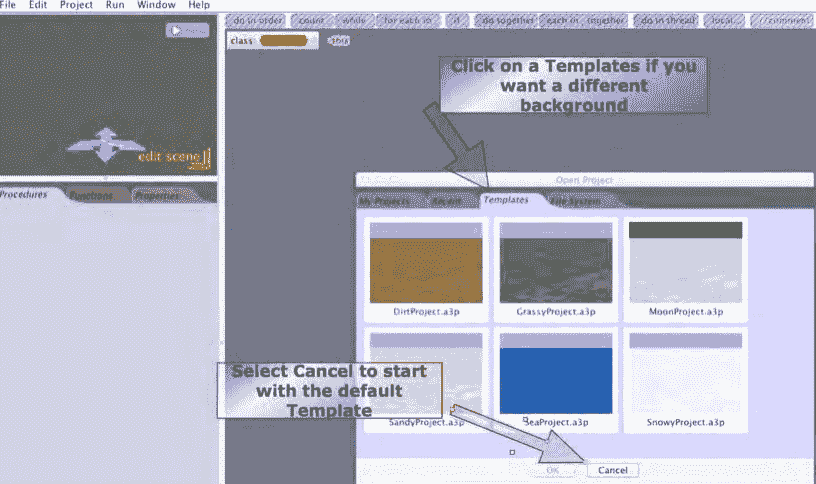 File Edit Project Run Window Help
do in order count while for each in if do together each in together do in thread local... //comment
class
edit scene
Procedures Functions Properties
Click on a Templates if you
want a different
background
Open Project
My Projects Recent Templates File System
DirtProject.a3p GrassyProject.a3p MoonProject.a3p
Select Cancel to start
with the default
Template
SandyProject.a3p SeaProject.a3p SnowyProject.a3p
OK Cancel